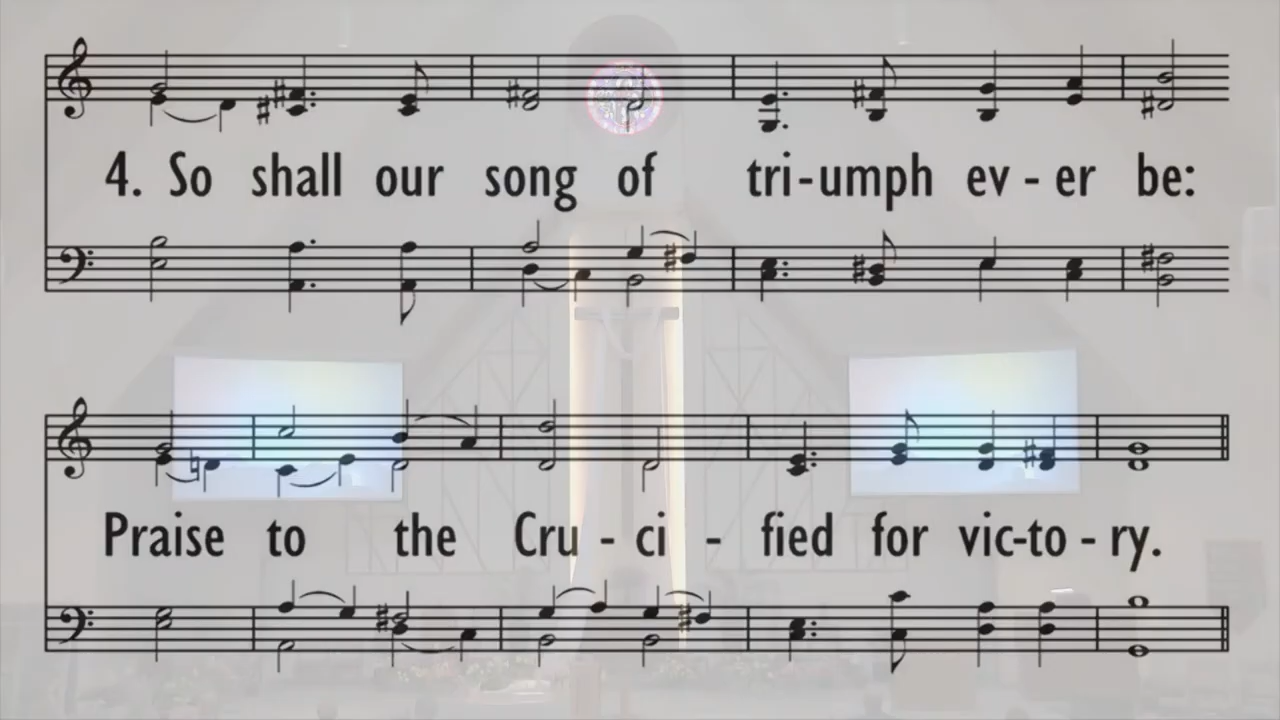 4. So shall our song of tri-umph ev - er be:
Praise to the Cru - ci - fied for vic-to - ry.